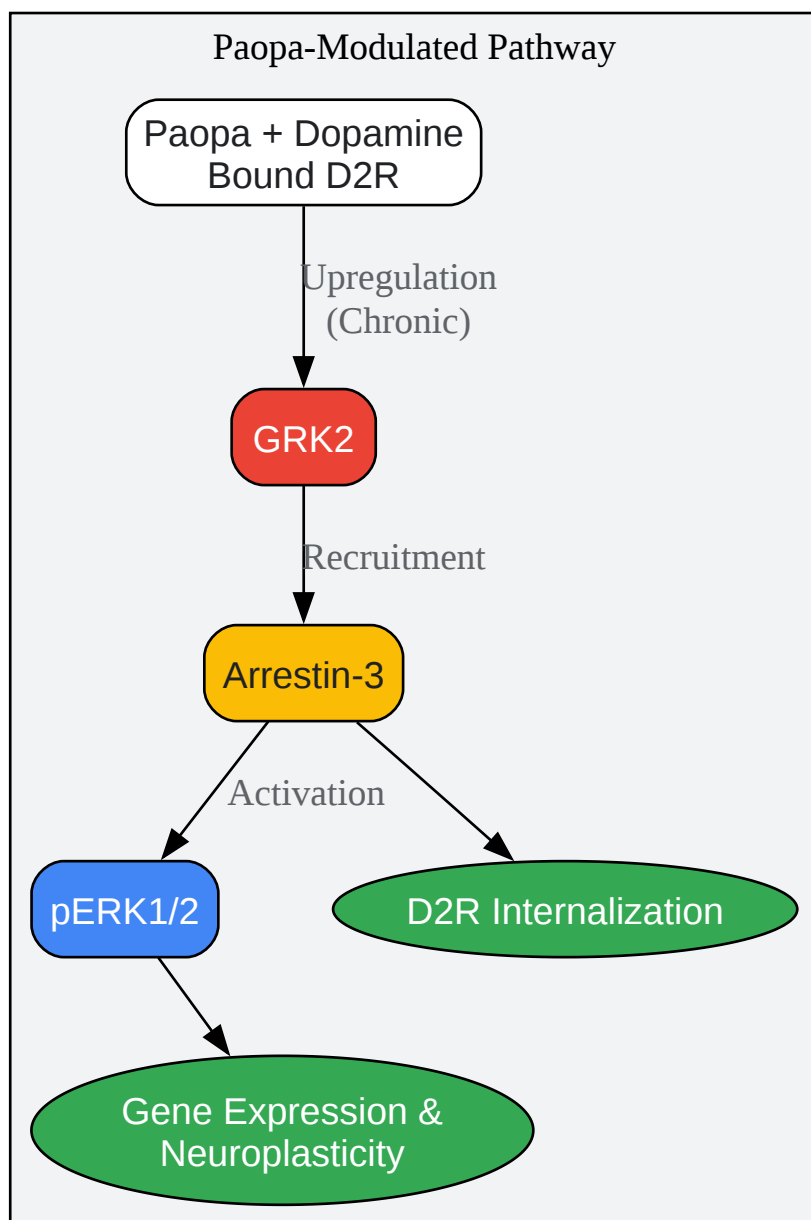 Paopa-Modulated Pathway
Paopa + Dopamine
Bound D2R
Upregulation
(Chronic)
GRK2
Recruitment
Arrestin-3
Activation
pERK1/2
D2R Internalization
Gene Expression &
Neuroplasticity